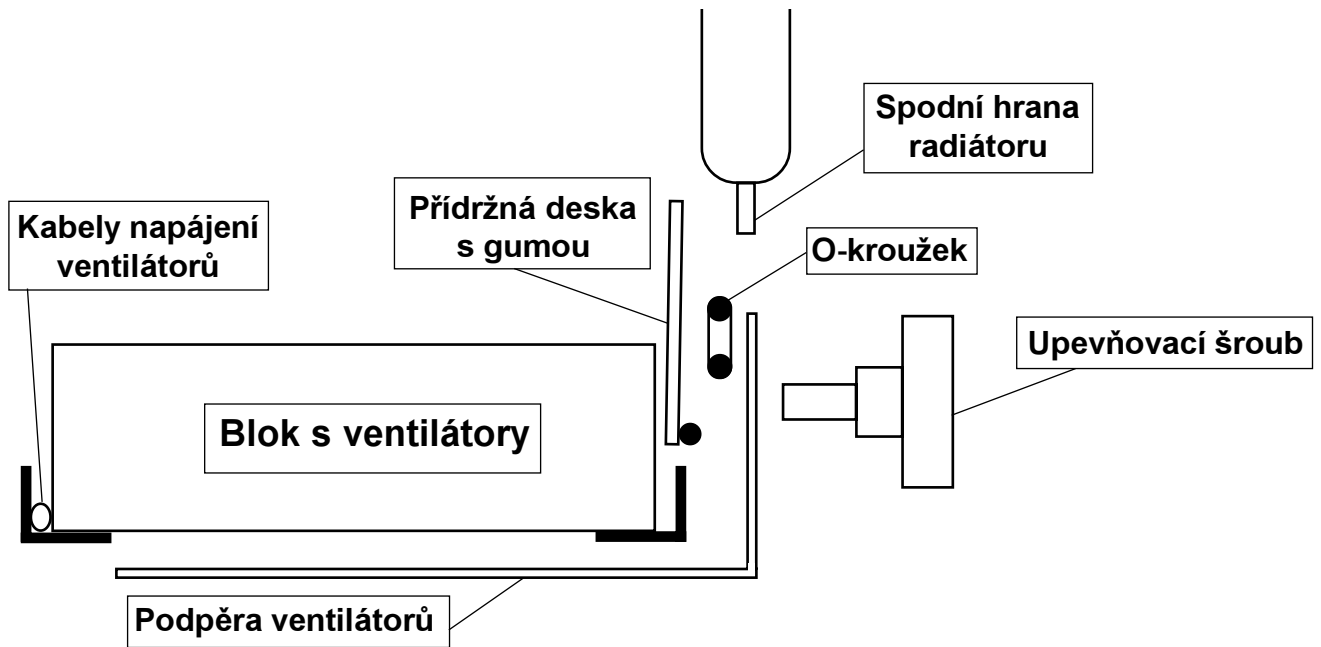 Spodní hrana
radiátoru
Přídržná deska
s gumou
Kabely napájení
ventilátorů
O-kroužek
Upevňovací šroub
Blok s ventilátory
Podpěra ventilátorů